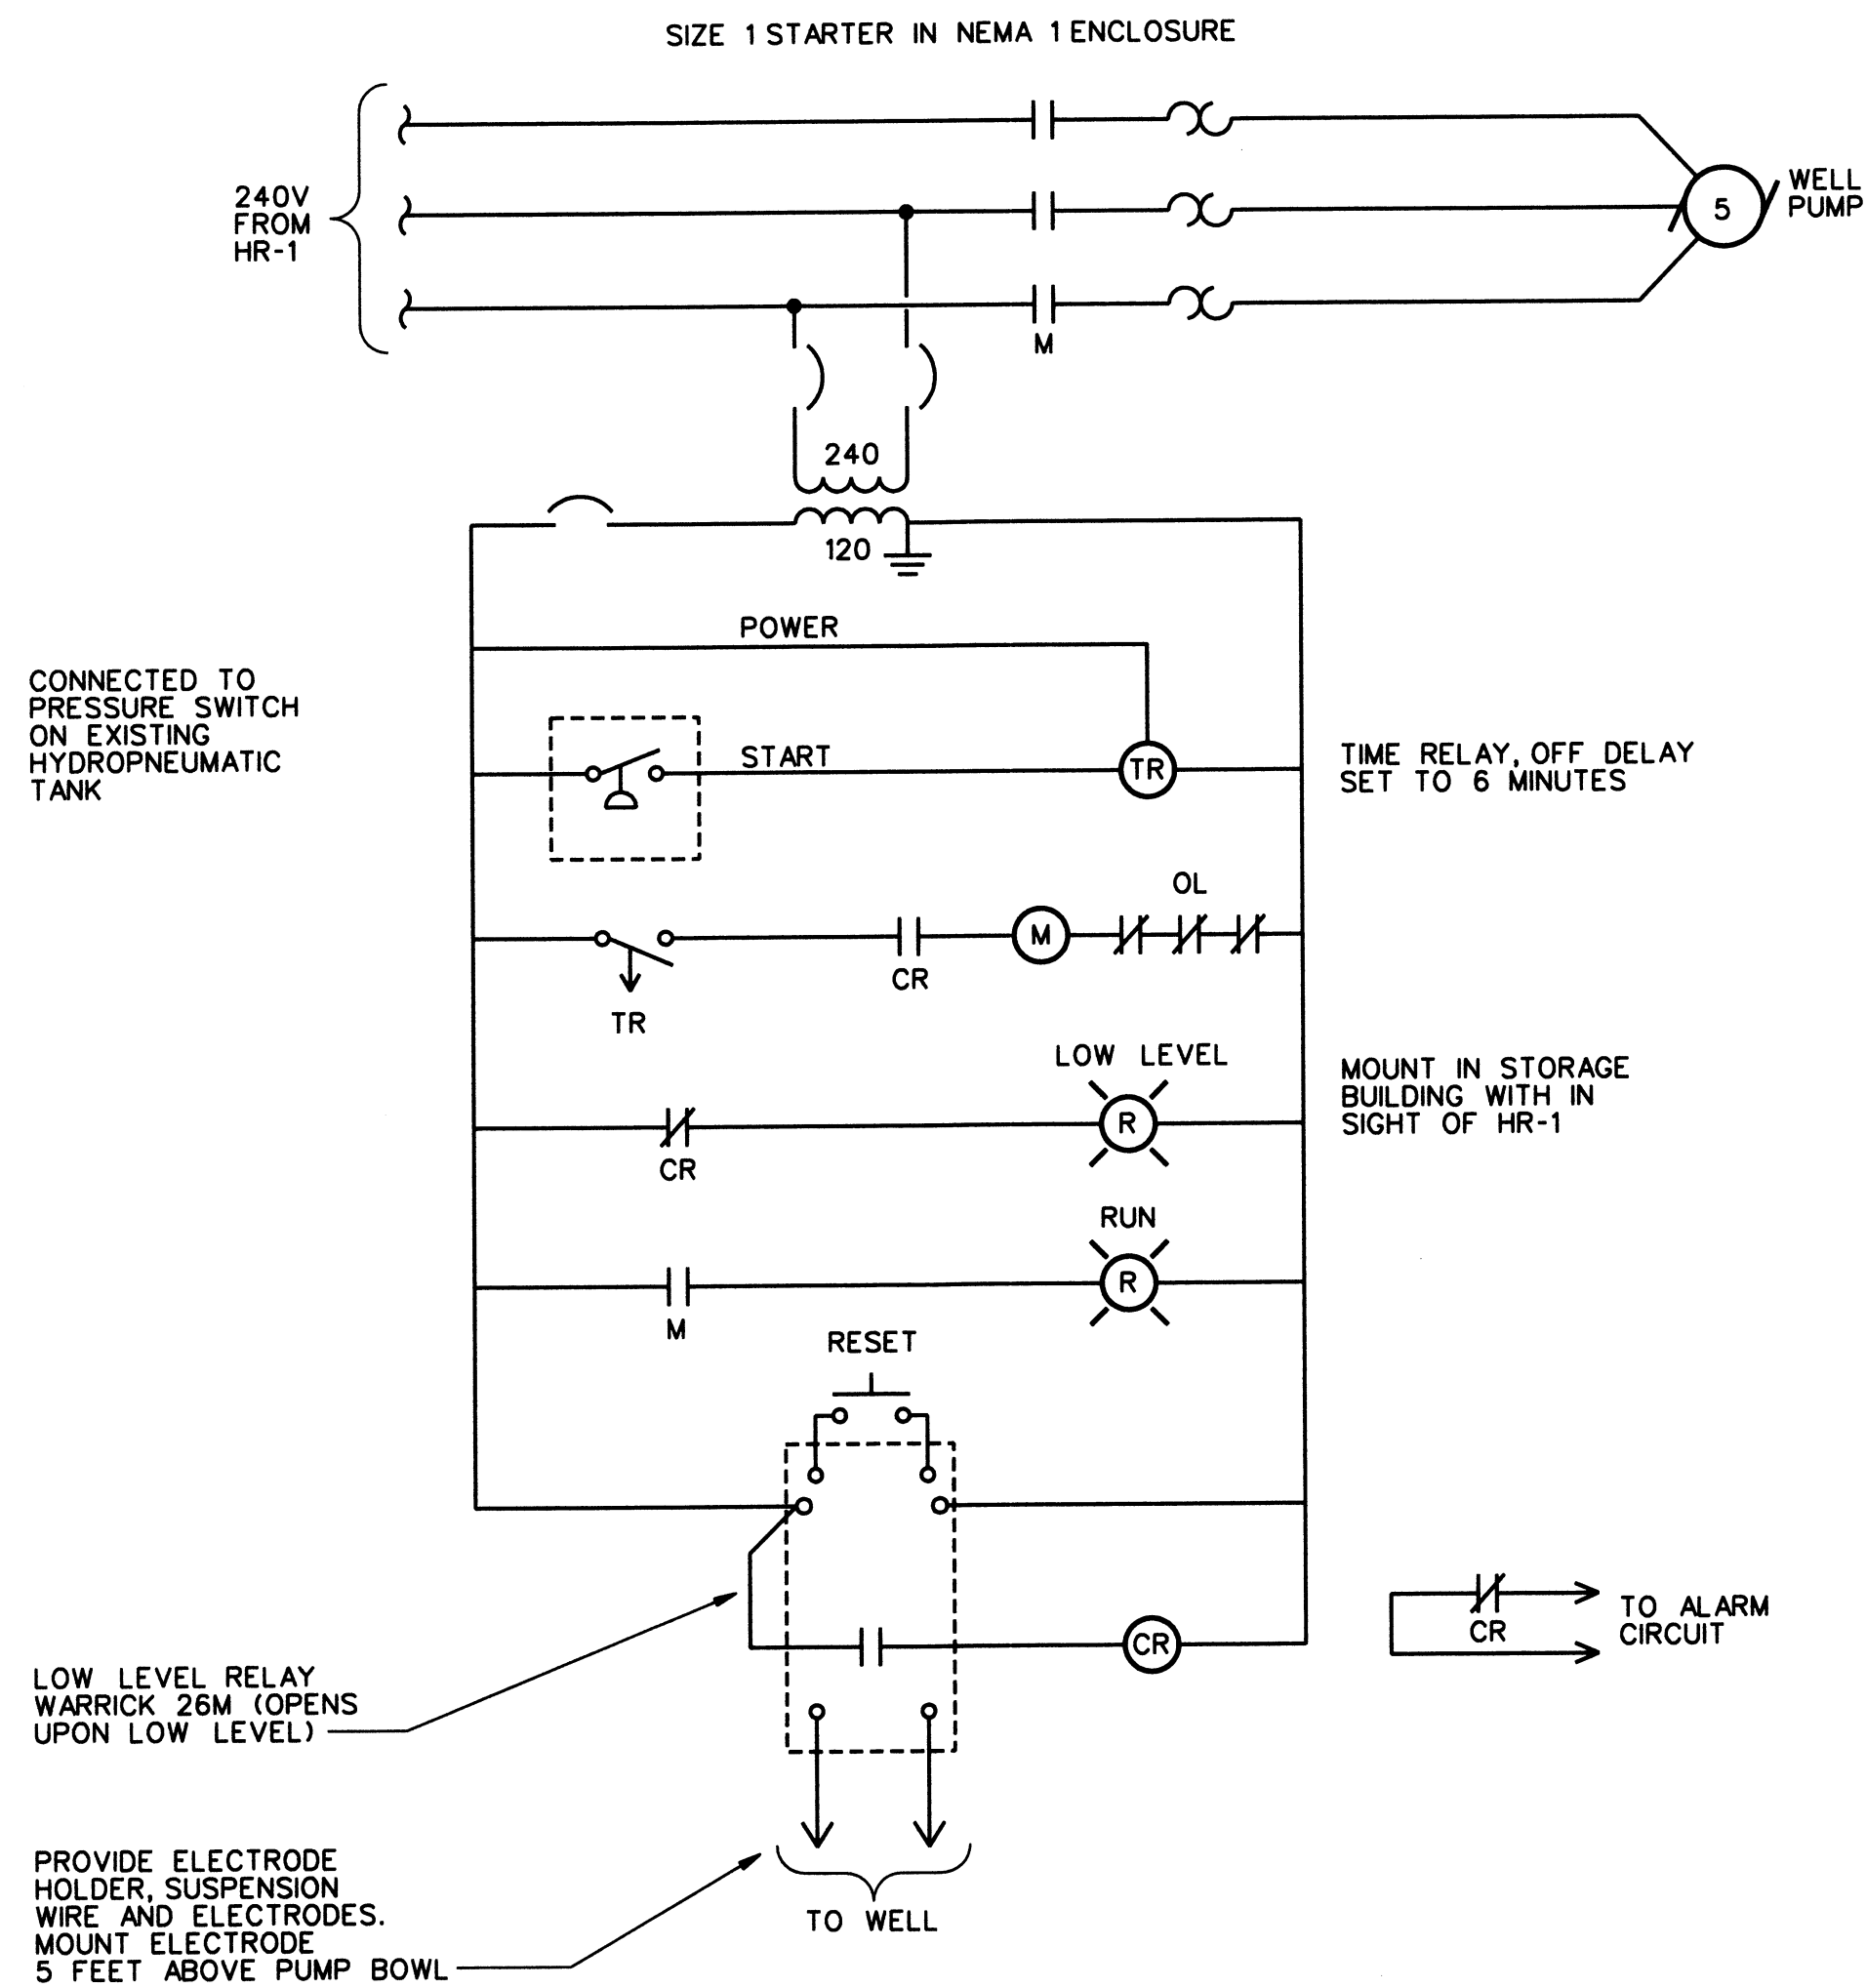 SIZE 1 STARTER IN NEMA 1 ENCLOSURE
240V
FROM
HR-1
WELL
PUMP
5
M
240
120
POWER
CONNECTED TO
PRESSURE SWITCH
ON EXISTING
HYDROPNEUMATIC
TANK
START
TR
TIME RELAY, OFF DELAY
SET TO 6 MINUTES
OL
M
CR
TR
LOW LEVEL
R
CR
MOUNT IN STORAGE
BUILDING WITH IN
SIGHT OF HR-1
RUN
R
M
RESET
CR
CR
TO ALARM
CIRCUIT
LOW LEVEL RELAY
WARRICK 26M (OPENS
UPON LOW LEVEL)
PROVIDE ELECTRODE
HOLDER, SUSPENSION
WIRE AND ELECTRODES.
MOUNT ELECTRODE
5 FEET ABOVE PUMP BOWL
TO WELL